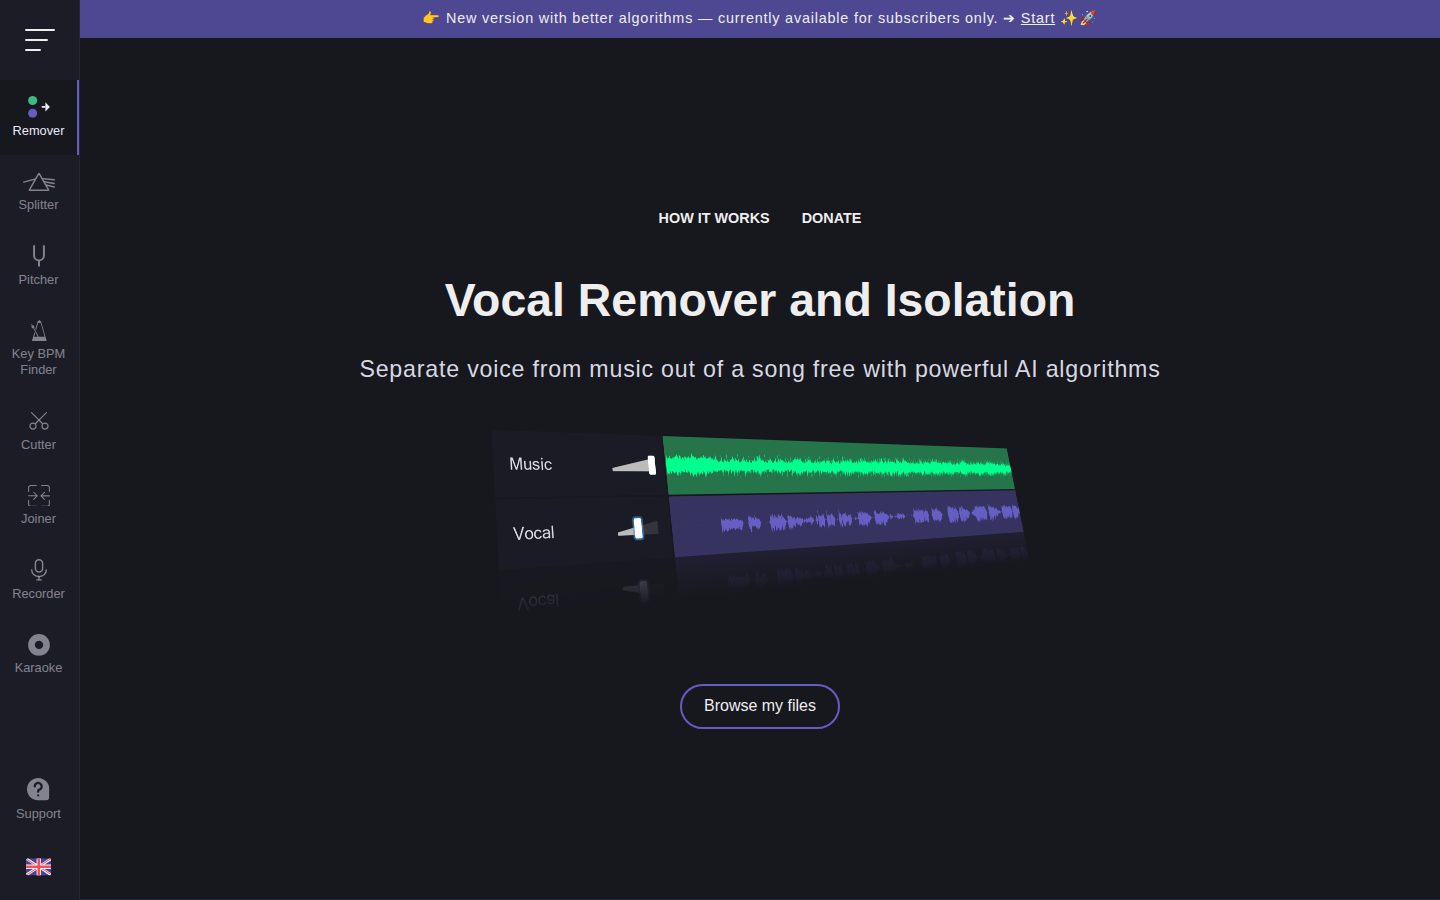 👉 New version with better algorithms — currently available for subscribers only. ➔ Start ✨🚀
Remover
Splitter
Pitcher
Key BPM
Finder
Cutter
Joiner
Recorder
Karaoke
Support
HOW IT WORKS
DONATE
Vocal Remover and Isolation
Separate voice from music out of a song free with powerful AI algorithms
Music
Vocal
Vocal
Browse my files